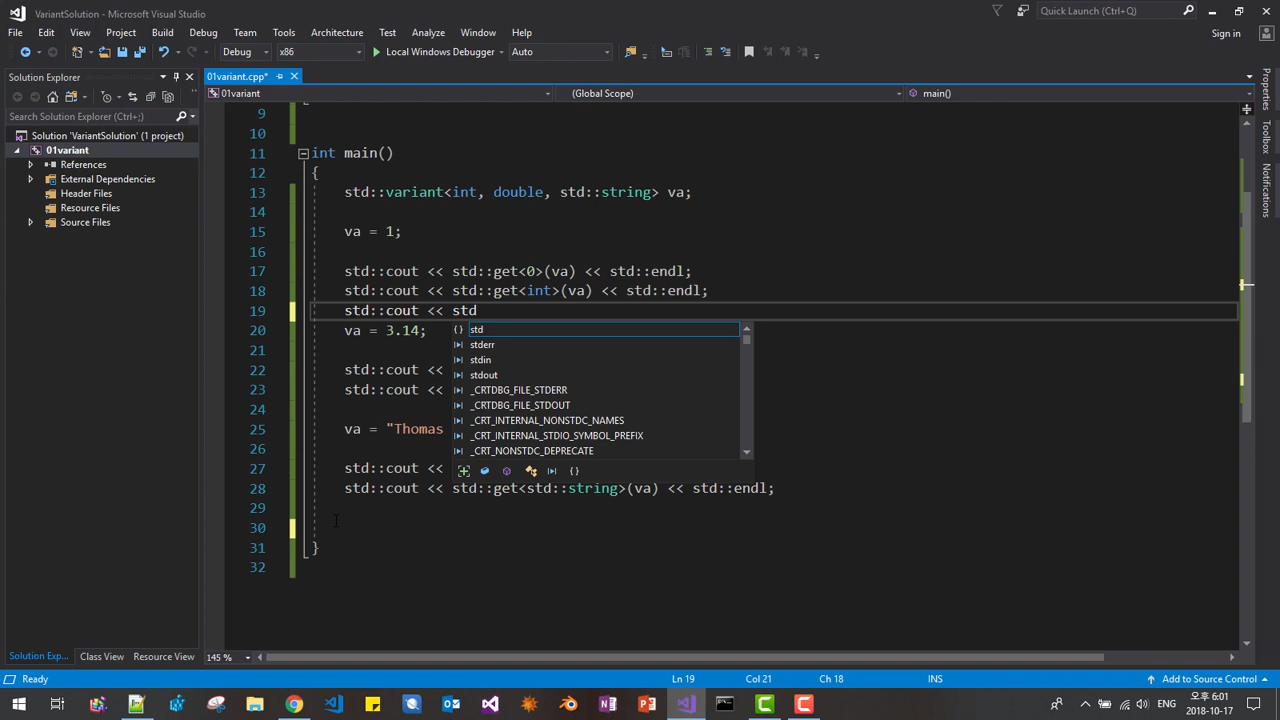 VariantSolution - Microsoft Visual Studio
Quick Launch (Ctrl+Q)
File Edit View Project Build Debug Team Tools Architecture Test Analyze Window Help
Sign in
Debug x86 Local Windows Debugger Auto
Solution Explorer
01variant.cpp*
01variant (Global Scope) main()
Search Solution Explorer (Ctrl+;)
Solution 'VariantSolution' (1 project)
01variant
References
External Dependencies
Header Files
Resource Files
Source Files
9
10
11 int main()
12 {
13 std::variant<int, double, std::string> va;
14
15 va = 1;
16
17 std::cout << std::get<0>(va) << std::endl;
18 std::cout << std::get<int>(va) << std::endl;
19 std::cout << std
20 va = 3.14;
21
22 std::cout <<
23 std::cout <<
24
25 va = "Thomas
26
27 std::cout <<
28 std::cout << std::get<std::string>(va) << std::endl;
29
30
31 }
32
() std
stderr
stdin
stdout
_CRTDBG_FILE_STDERR
_CRTDBG_FILE_STDOUT
_CRT_INTERNAL_NONSTDC_NAMES
_CRT_INTERNAL_STDIO_SYMBOL_PREFIX
_CRT_NONSTDC_DEPRECATE
Properties
Toolbox
Notifications
Solution Exp... Class View Resource View
145 %
Ready Ln 19 Col 21 Ch 18 INS Add to Source Control
ENG
오후 6:01
2018-10-17